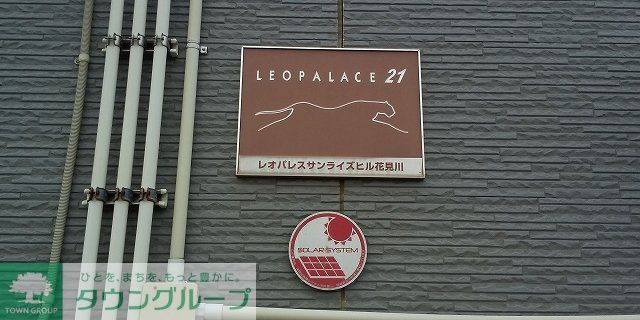 LEOPALACE 21
レオパレスサンライズヒル花見川
SOLAR SYSTEM
ひとを、まちを、もっと豊かに。
タウングループ
TOWN GROUP